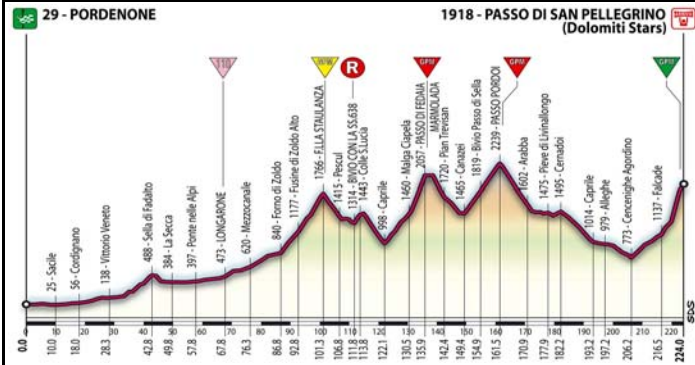 29 - PORDENONE
1918 - PASSO DI SAN PELLEGRINO
(Dolomiti Stars)
110
R
GPM
GPM
GPM
25 - Sacile
56 - Cordignano
138 - Vittorio Veneto
488 - Sella di Fadalto
384 - La Secca
397 - Ponte nelle Alpi
473 - LONGARONE
620 - Mezzocanale
840 - Forno di Zoldo
1177 - Fusine di Zoldo Alto
1766 - F.LLA STAULANZA
1415 - Pescul
1314 - BIVIO CON LA SS.638
1443 - Colle S.Lucia
998 - Caprile
1460 - Malga Ciapela
2057 - PASSO DI FEDAIA
MARMOLADA
1720 - Pian Trevisan
1465 - Canazei
1819 - Bivio Passo di Sella
2239 - PASSO PORDOI
1602 - Arabba
1475 - Pieve di Livinallongo
1495 - Cernadoi
1014 - Caprile
979 - Alleghe
773 - Cencenighe Agordino
1137 - Falcade
SDS
0 10 20 30 40 50 60 70 80 90 100 110 120 130 140 150 160 170 180 190 200 210 220
0.0 10.0 18.0 28.3 42.8 49.8 57.8 67.8 76.3 86.8 92.8 101.3 106.8 111.8 113.8 122.1 130.5 135.9 142.4 149.4 154.9 161.5 170.9 177.9 182.2 193.2 197.2 206.2 216.5 224.0